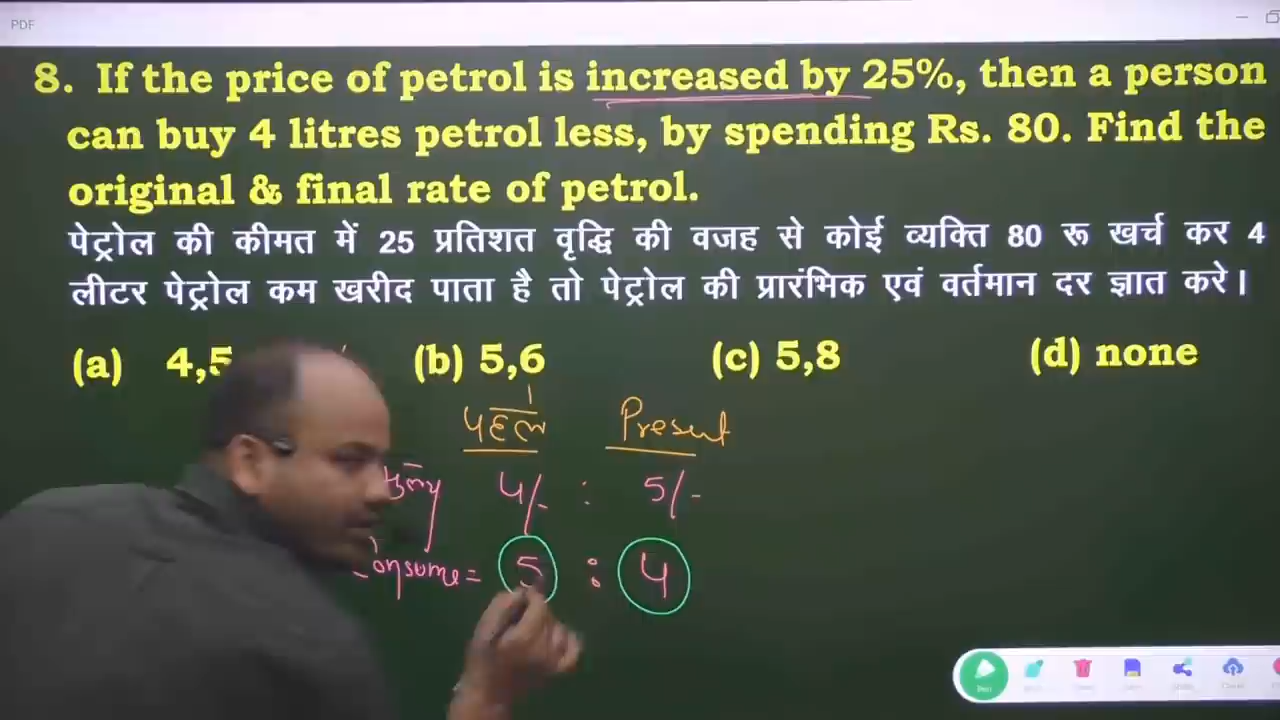 PDF
8. If the price of petrol is increased by 25%, then a person
can buy 4 litres petrol less, by spending Rs. 80. Find the
original & final rate of petrol.
पेट्रोल की कीमत में 25 प्रतिशत वृद्धि की वजह से कोई व्यक्ति 80 रू खर्च कर 4
लीटर पेट्रोल कम खरीद पाता है तो पेट्रोल की प्रारंभिक एवं वर्तमान दर ज्ञात करे।
(a) 4,5 (b) 5,6 (c) 5,8 (d) none
पहले Present
मूल्य 4/- : 5/-
Consume = 5 : 4